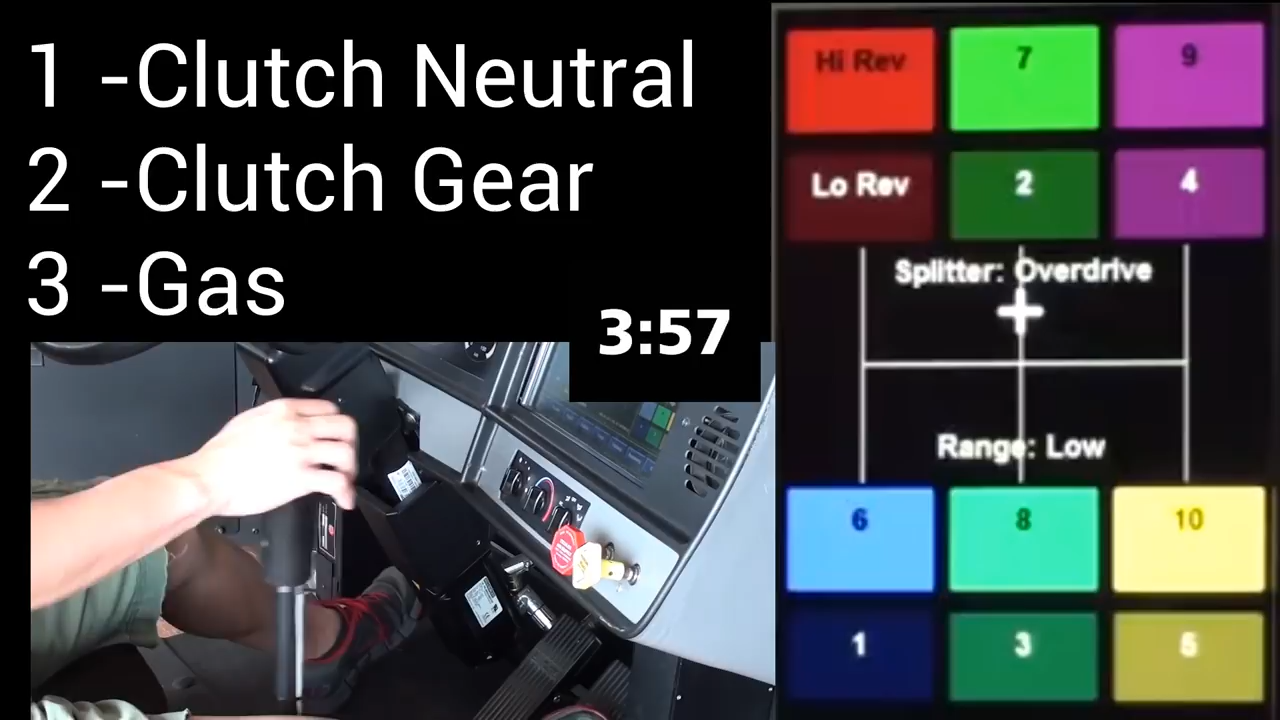 1 -Clutch Neutral
2 -Clutch Gear
3 -Gas
3:57
Hi Rev 7 9
Lo Rev 2 4
Splitter: Overdrive
Range: Low
6 8 10
1 3 5